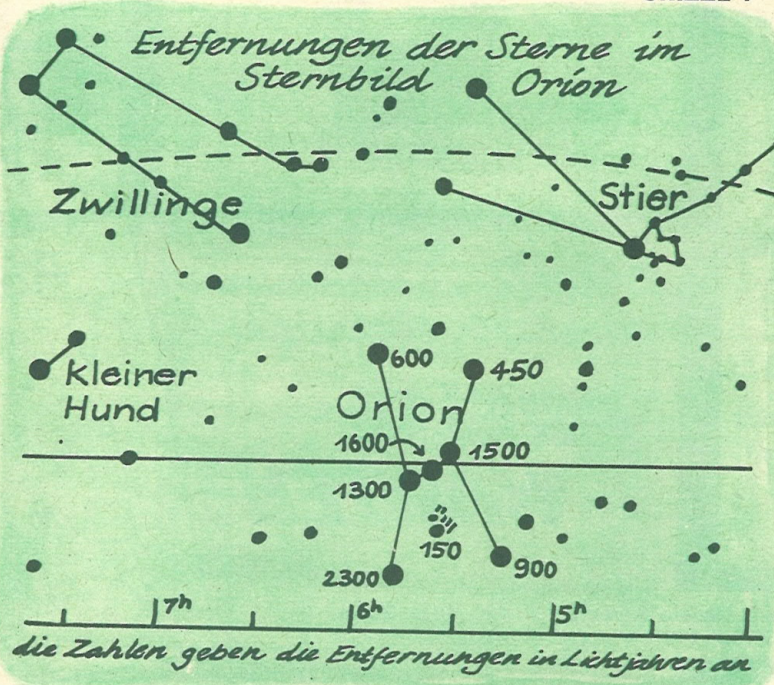 Entfernungen der Sterne im
Sternbild Orion
Zwillinge
Stier
Kleiner
Hund
600
450
Orion
1600
1500
1300
150
2300
900
7h
6h
5h
die Zahlen geben die Entfernungen in Lichtjahren an